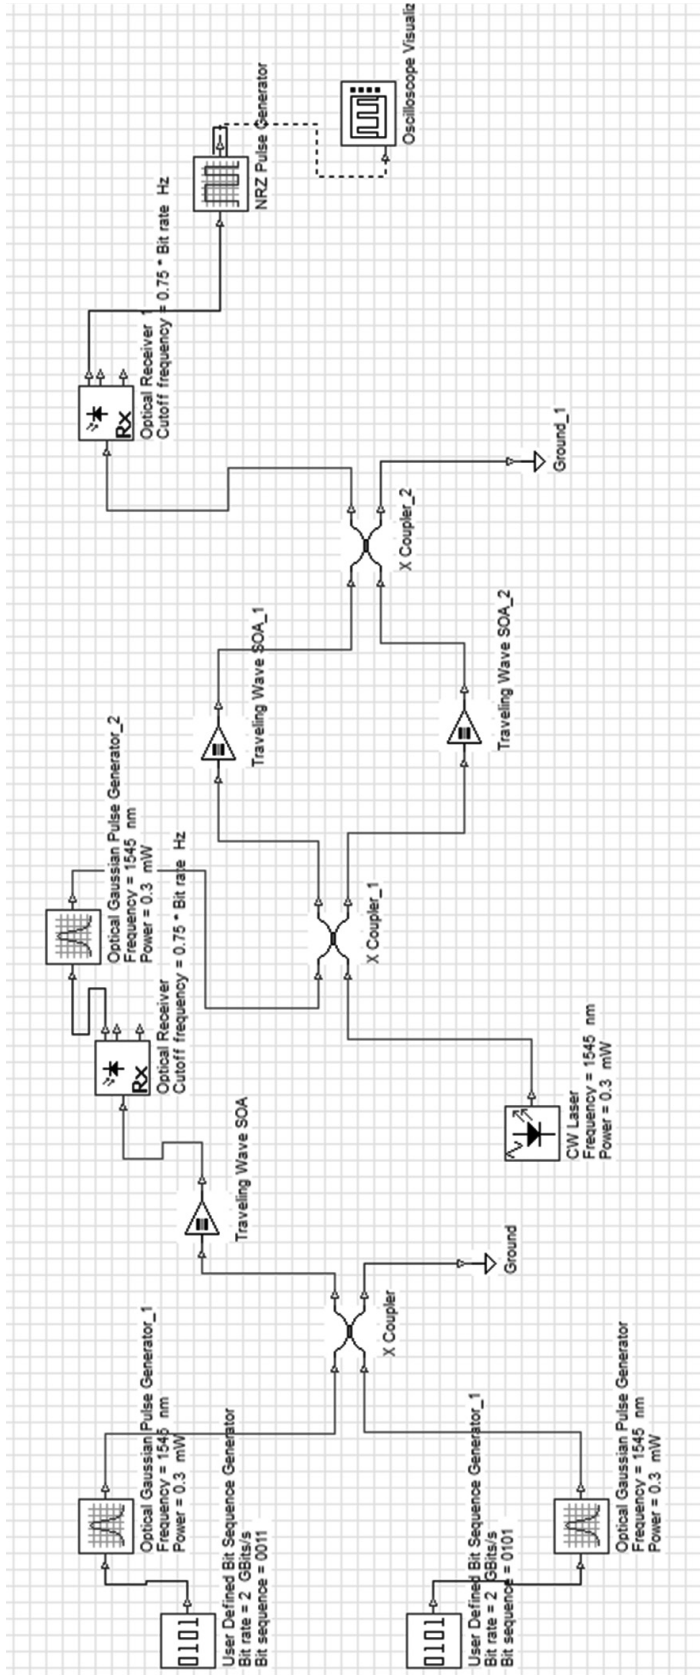 0101
User Defined Bit Sequence Generator
Bit rate = 2 GBits/s
Bit sequence = 0011
Optical Gaussian Pulse Generator_1
Frequency = 1545 nm
Power = 0.3 mW
0101
User Defined Bit Sequence Generator_1
Bit rate = 2 GBits/s
Bit sequence = 0101
Optical Gaussian Pulse Generator
Frequency = 1545 nm
Power = 0.3 mW
X Coupler
Ground
Traveling Wave SOA
Rx
Optical Receiver
Cutoff frequency = 0.75 * Bit rate Hz
Optical Gaussian Pulse Generator_2
Frequency = 1545 nm
Power = 0.3 mW
CW Laser
Frequency = 1545 nm
Power = 0.3 mW
X Coupler_1
Traveling Wave SOA_1
Traveling Wave SOA_2
X Coupler_2
Ground_1
Rx
Optical Receiver 1
Cutoff frequency = 0.75 * Bit rate Hz
NRZ Pulse Generator
Oscilloscope Visualiz